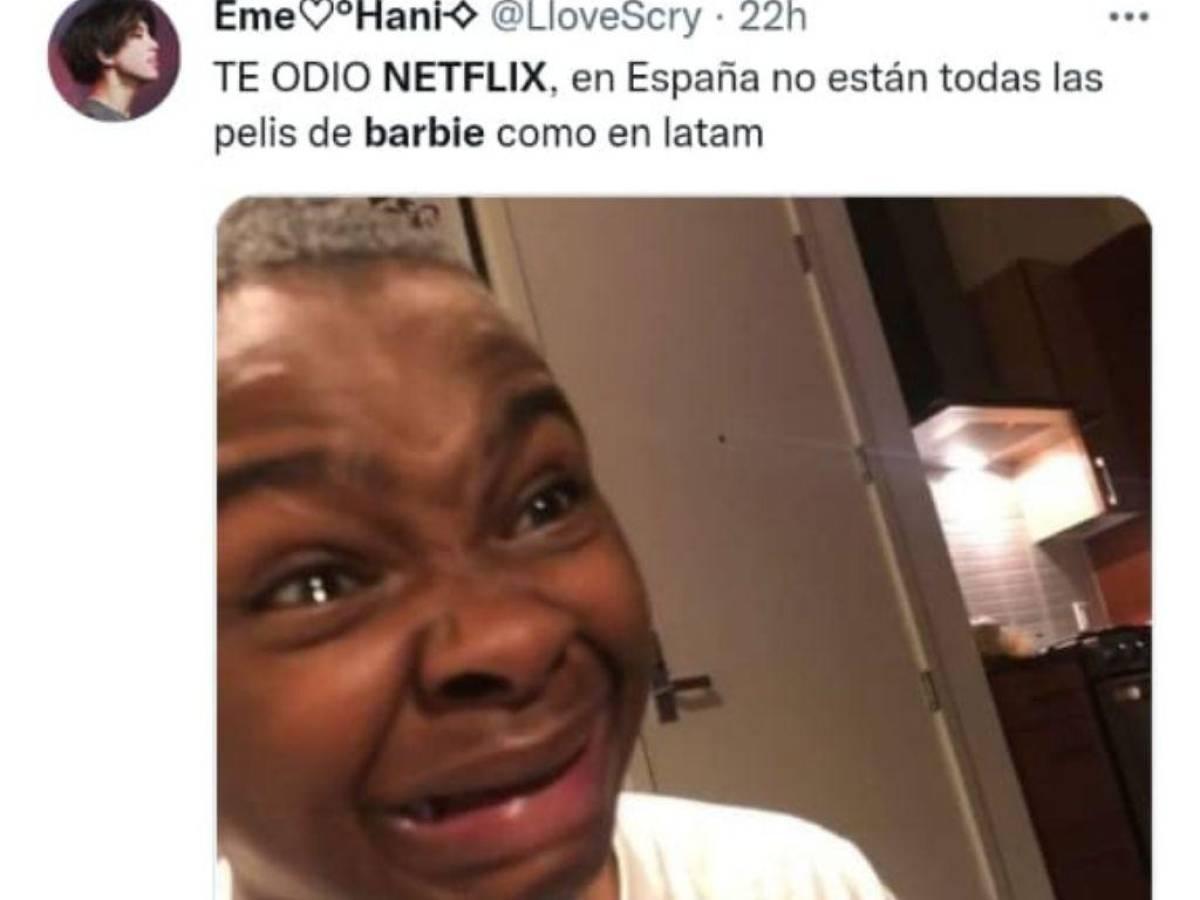 Eme♡°Hani⟡ @LloveScry · 22h
TE ODIO NETFLIX, en España no están todas las
pelis de barbie como en latam